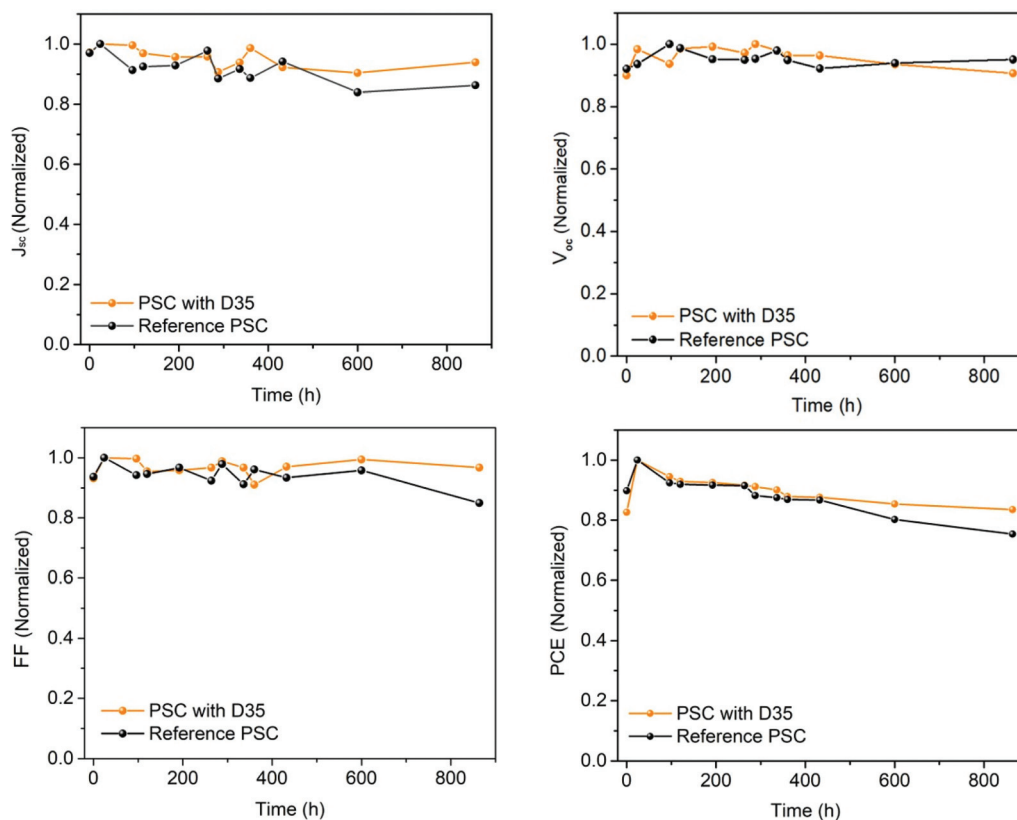 J_sc (Normalized)
1.0
0.8
0.6
0.4
0.2
0.0
PSC with D35
Reference PSC
0 200 400 600 800
Time (h)
V_oc (Normalized)
1.0
0.8
0.6
0.4
0.2
0.0
PSC with D35
Reference PSC
0 200 400 600 800
Time (h)
FF (Normalized)
1.0
0.8
0.6
0.4
0.2
0.0
PSC with D35
Reference PSC
0 200 400 600 800
Time (h)
PCE (Normalized)
1.0
0.8
0.6
0.4
0.2
0.0
PSC with D35
Reference PSC
0 200 400 600 800
Time (h)